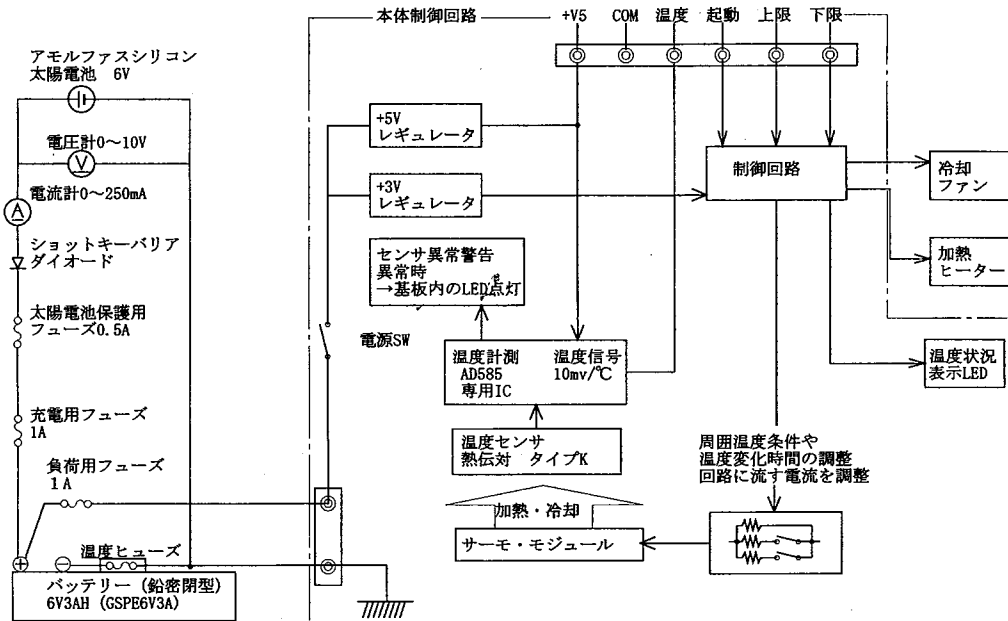 本体制御回路
+V5 COM 温度 起動 上限 下限
アモルファスシリコン
太陽電池 6V
電圧計0～10V
V
電流計0～250mA
A
ショットキーバリア
ダイオード
太陽電池保護用
フューズ0.5A
充電用フューズ
1A
負荷用フューズ
1A
温度ヒューズ
バッテリー（鉛密閉型）
6V3AH（GSPE6V3A）
+5V
レギュレータ
+3V
レギュレータ
電源SW
センサ異常警告
異常時
→基板内のLED点灯
温度計測 温度信号
AD585 10mv/℃
専用IC
温度センサ
熱伝対 タイプK
加熱・冷却
サーモ・モジュール
制御回路
冷却
ファン
加熱
ヒーター
温度状況
表示LED
周囲温度条件や
温度変化時間の調整
回路に流す電流を調整